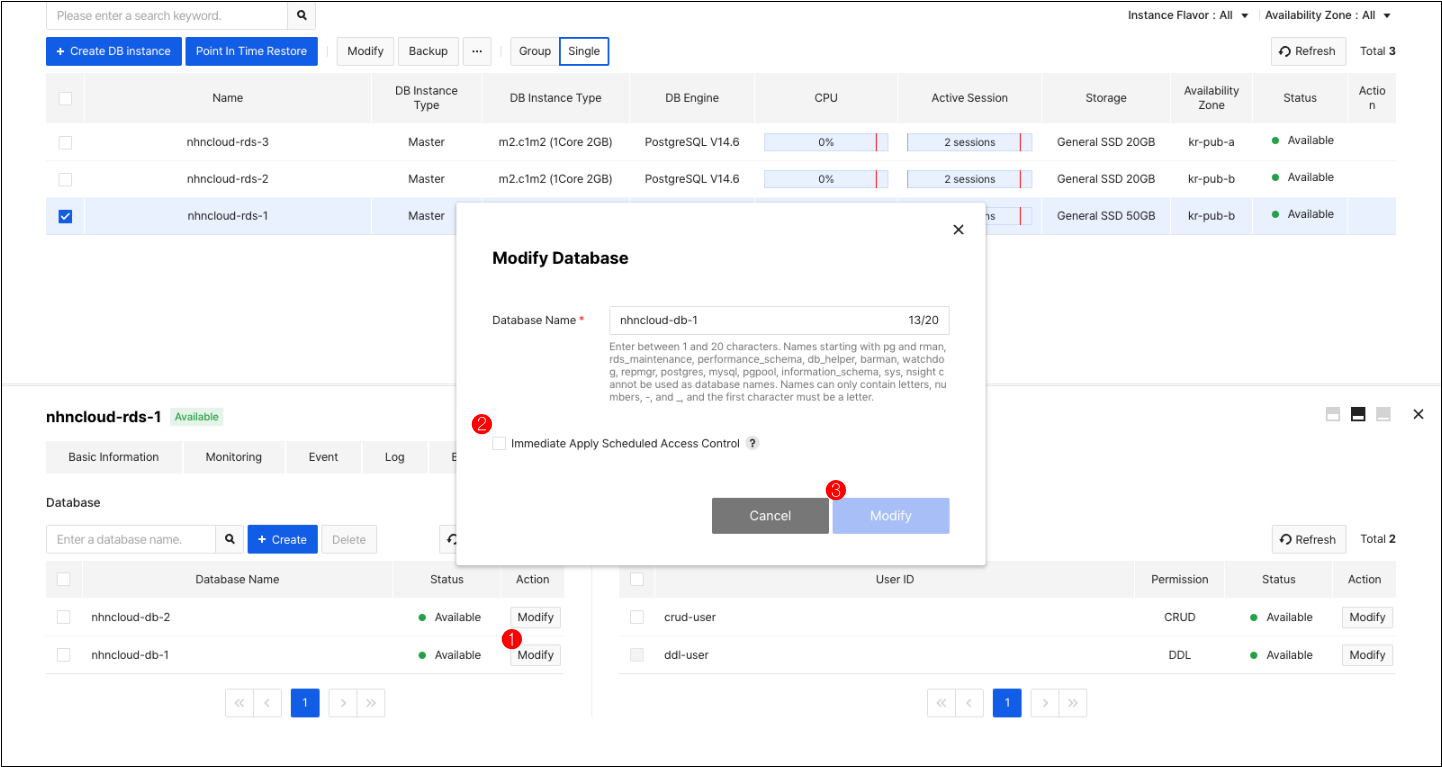 Please enter a search keyword.
Instance Flavor : All
Availability Zone : All
+ Create DB instance
Point In Time Restore
Modify
Backup
...
Group
Single
Refresh
Total 3
Name
DB Instance
Type
DB Instance Type
DB Engine
CPU
Active Session
Storage
Availability
Zone
Status
Actio
n
nhncloud-rds-3
Master
m2.c1m2 (1Core 2GB)
PostgreSQL V14.6
0%
2 sessions
General SSD 20GB
kr-pub-a
Available
nhncloud-rds-2
Master
m2.c1m2 (1Core 2GB)
PostgreSQL V14.6
0%
2 sessions
General SSD 20GB
kr-pub-b
Available
nhncloud-rds-1
Master
General SSD 50GB
kr-pub-b
Available
Modify Database
Database Name *
nhncloud-db-1
13/20
Enter between 1 and 20 characters. Names starting with pg and rman,
rds_maintenance, performance_schema, db_helper, barman, watchdo
g, repmgr, postgres, mysql, pgpool, information_schema, sys, nsight c
annot be used as database names. Names can only contain letters, nu
mbers, -, and _, and the first character must be a letter.
2
Immediate Apply Scheduled Access Control ?
3
Cancel
Modify
nhncloud-rds-1
Available
Basic Information
Monitoring
Event
Log
Database
Enter a database name.
+ Create
Delete
Refresh
Total 2
Database Name
Status
Action
nhncloud-db-2
Available
Modify
1
nhncloud-db-1
Available
Modify
1
User ID
Permission
Status
Action
crud-user
CRUD
Available
Modify
ddl-user
DDL
Available
Modify
1